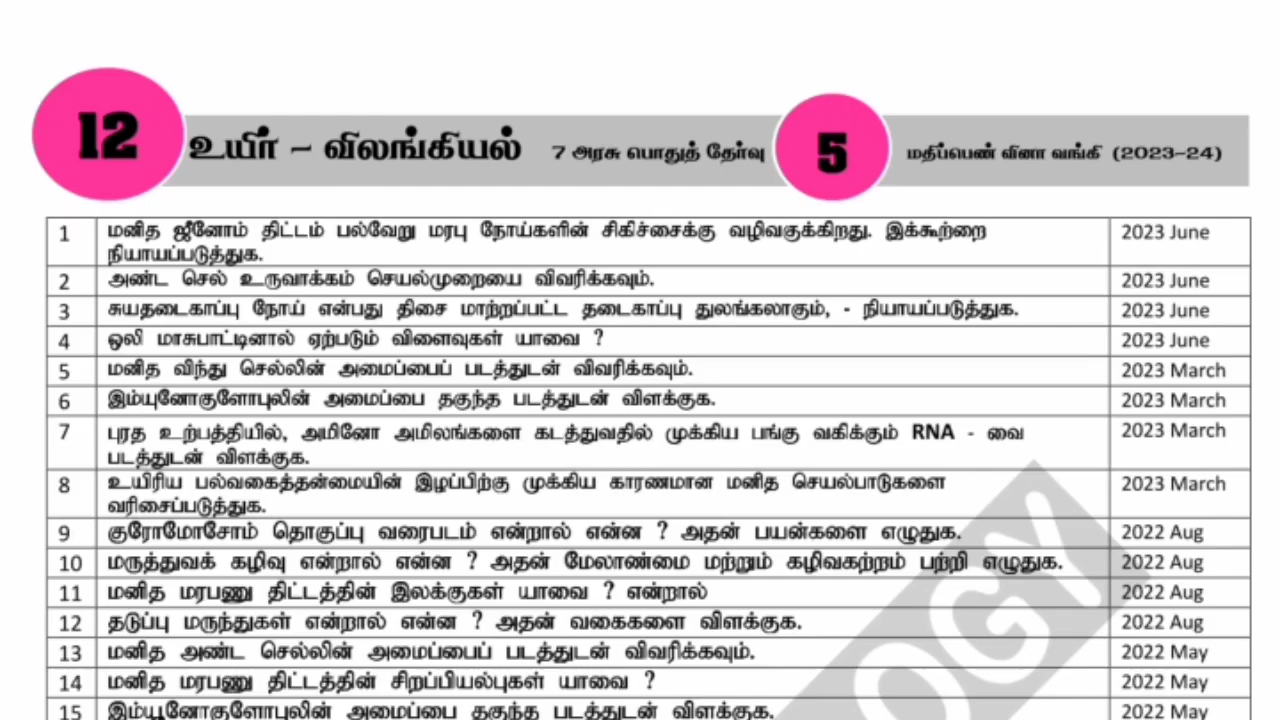 12 உயிர் – விலங்கியல் 7 அரசு பொதுத் தேர்வு 5 மதிப்பெண் வினா வங்கி (2023–24)
1 மனித ஜீனோம் திட்டம் பல்வேறு மரபு நோய்களின் சிகிச்சைக்கு வழிவகுக்கிறது. இக்கூற்றை 2023 June
நியாயப்படுத்துக.
2 அண்ட செல் உருவாக்கம் செயல்முறையை விவரிக்கவும். 2023 June
3 சுயதடைகாப்பு நோய் என்பது திசை மாற்றப்பட்ட தடைகாப்பு துலங்கலாகும், - நியாயப்படுத்துக. 2023 June
4 ஒலி மாசுபாட்டினால் ஏற்படும் விளைவுகள் யாவை ? 2023 June
5 மனித விந்து செல்லின் அமைப்பைப் படத்துடன் விவரிக்கவும். 2023 March
6 இம்யுனோகுளோபுலின் அமைப்பை தகுந்த படத்துடன் விளக்குக. 2023 March
7 புரத உற்பத்தியில், அமினோ அமிலங்களை கடத்துவதில் முக்கிய பங்கு வகிக்கும் RNA - வை 2023 March
படத்துடன் விளக்குக.
8 உயிரிய பல்வகைத்தன்மையின் இழப்பிற்கு முக்கிய காரணமான மனித செயல்பாடுகளை 2023 March
வரிசைப்படுத்துக.
9 குரோமோசோம் தொகுப்பு வரைபடம் என்றால் என்ன ? அதன் பயன்களை எழுதுக. 2022 Aug
10 மருத்துவக் கழிவு என்றால் என்ன ? அதன் மேலாண்மை மற்றும் கழிவகற்றம் பற்றி எழுதுக. 2022 Aug
11 மனித மரபணு திட்டத்தின் இலக்குகள் யாவை ? என்றால் 2022 Aug
12 தடுப்பு மருந்துகள் என்றால் என்ன ? அதன் வகைகளை விளக்குக. 2022 Aug
13 மனித அண்ட செல்லின் அமைப்பைப் படத்துடன் விவரிக்கவும். 2022 May
14 மனித மரபணு திட்டத்தின் சிறப்பியல்புகள் யாவை ? 2022 May
15 இம்யூனோகுளோபுலின் அமைப்பை தகுந்த படத்துடன் விளக்குக. 2022 May
OGY